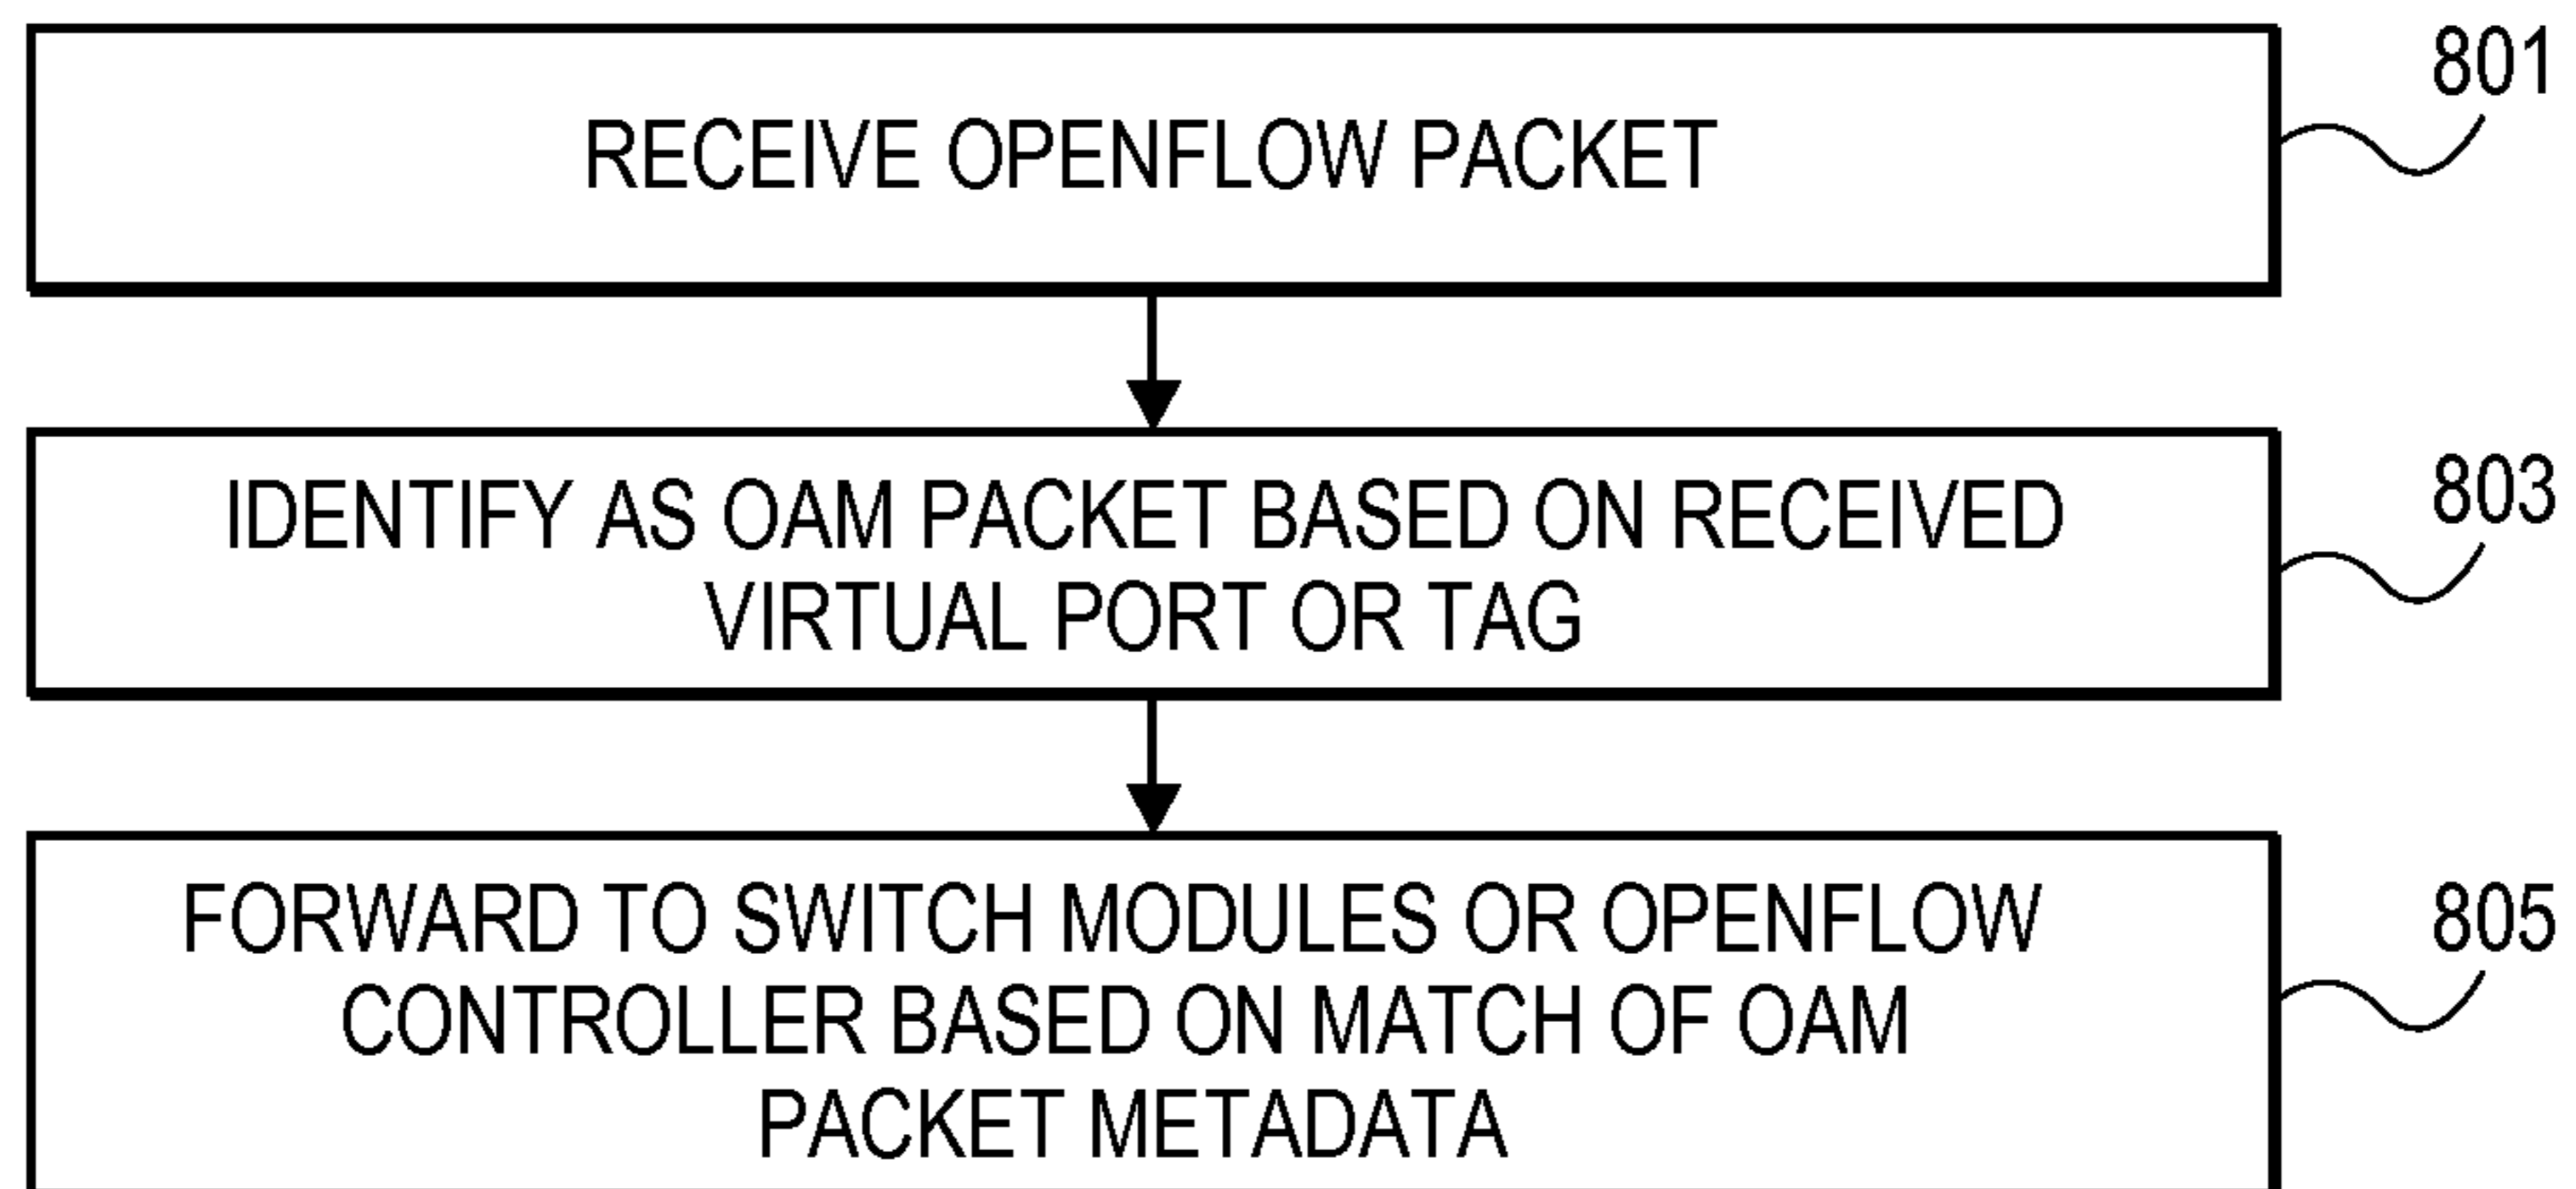 RECEIVE OPENFLOW PACKET
801
IDENTIFY AS OAM PACKET BASED ON RECEIVED
VIRTUAL PORT OR TAG
803
FORWARD TO SWITCH MODULES OR OPENFLOW
CONTROLLER BASED ON MATCH OF OAM
PACKET METADATA
805